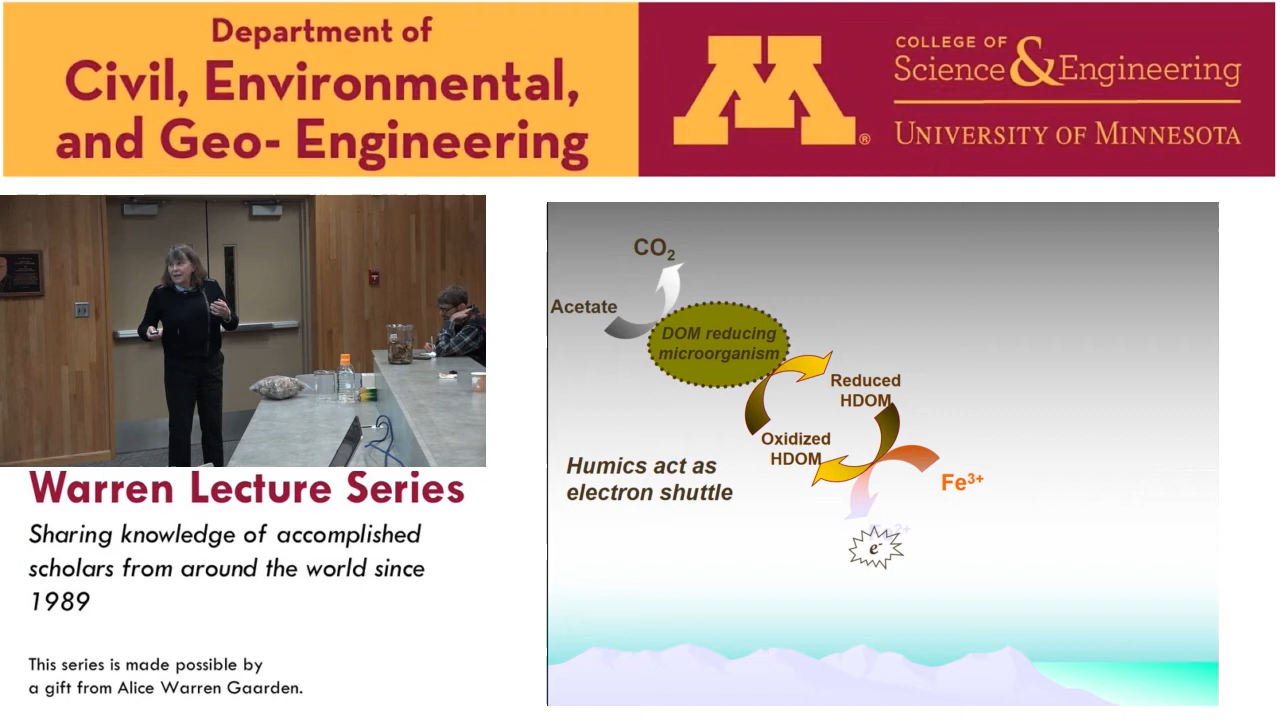 Department of
Civil, Environmental,
and Geo- Engineering
M®
COLLEGE OF
Science & Engineering
UNIVERSITY OF MINNESOTA
Warren Lecture Series
Sharing knowledge of accomplished
scholars from around the world since
1989
This series is made possible by
a gift from Alice Warren Gaarden.
CO₂
Acetate
DOM reducing
microorganism
Reduced
HDOM
Oxidized
HDOM
Humics act as
electron shuttle
Fe³⁺
Fe²⁺
e⁻